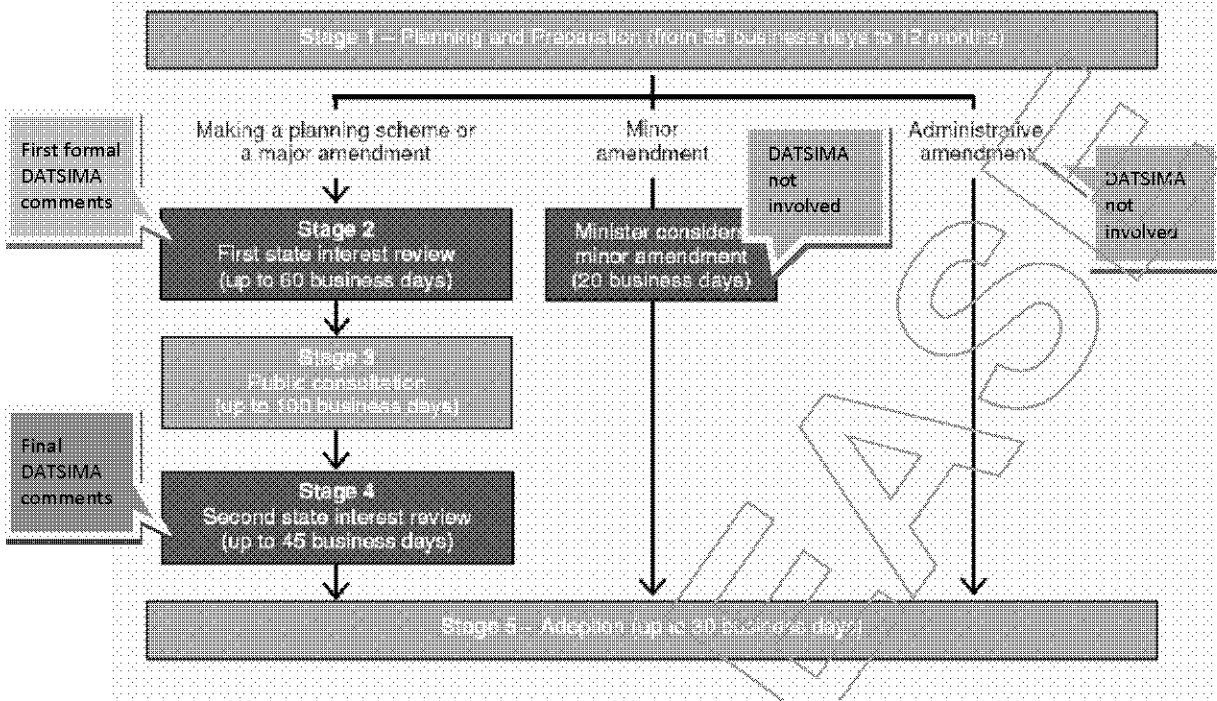 Stage 1 – Planning and Preparation (from 35 business days to 12 months)
Making a planning scheme or
a major amendment
Minor
amendment
Administrative
amendment
First formal
DATSIMA
comments
DATSIMA
not
involved
DATSIMA
not
involved
Stage 2
First state interest review
(up to 60 business days)
Minister considers
minor amendment
(20 business days)
Stage 3
Public consultation
(up to 100 business days)
Final
DATSIMA
comments
Stage 4
Second state interest review
(up to 45 business days)
Stage 5 – Adoption (up to 30 business days)